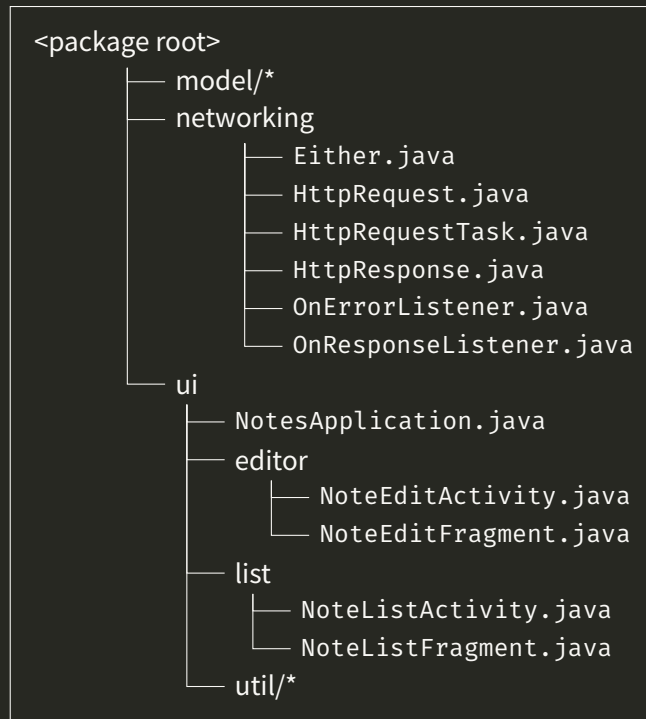 <package root>
model/*
networking
Either.java
HttpRequest.java
HttpRequestTask.java
HttpResponse.java
OnErrorListener.java
OnResponseListener.java
ui
NotesApplication.java
editor
NoteEditActivity.java
NoteEditFragment.java
list
NoteListActivity.java
NoteListFragment.java
util/*